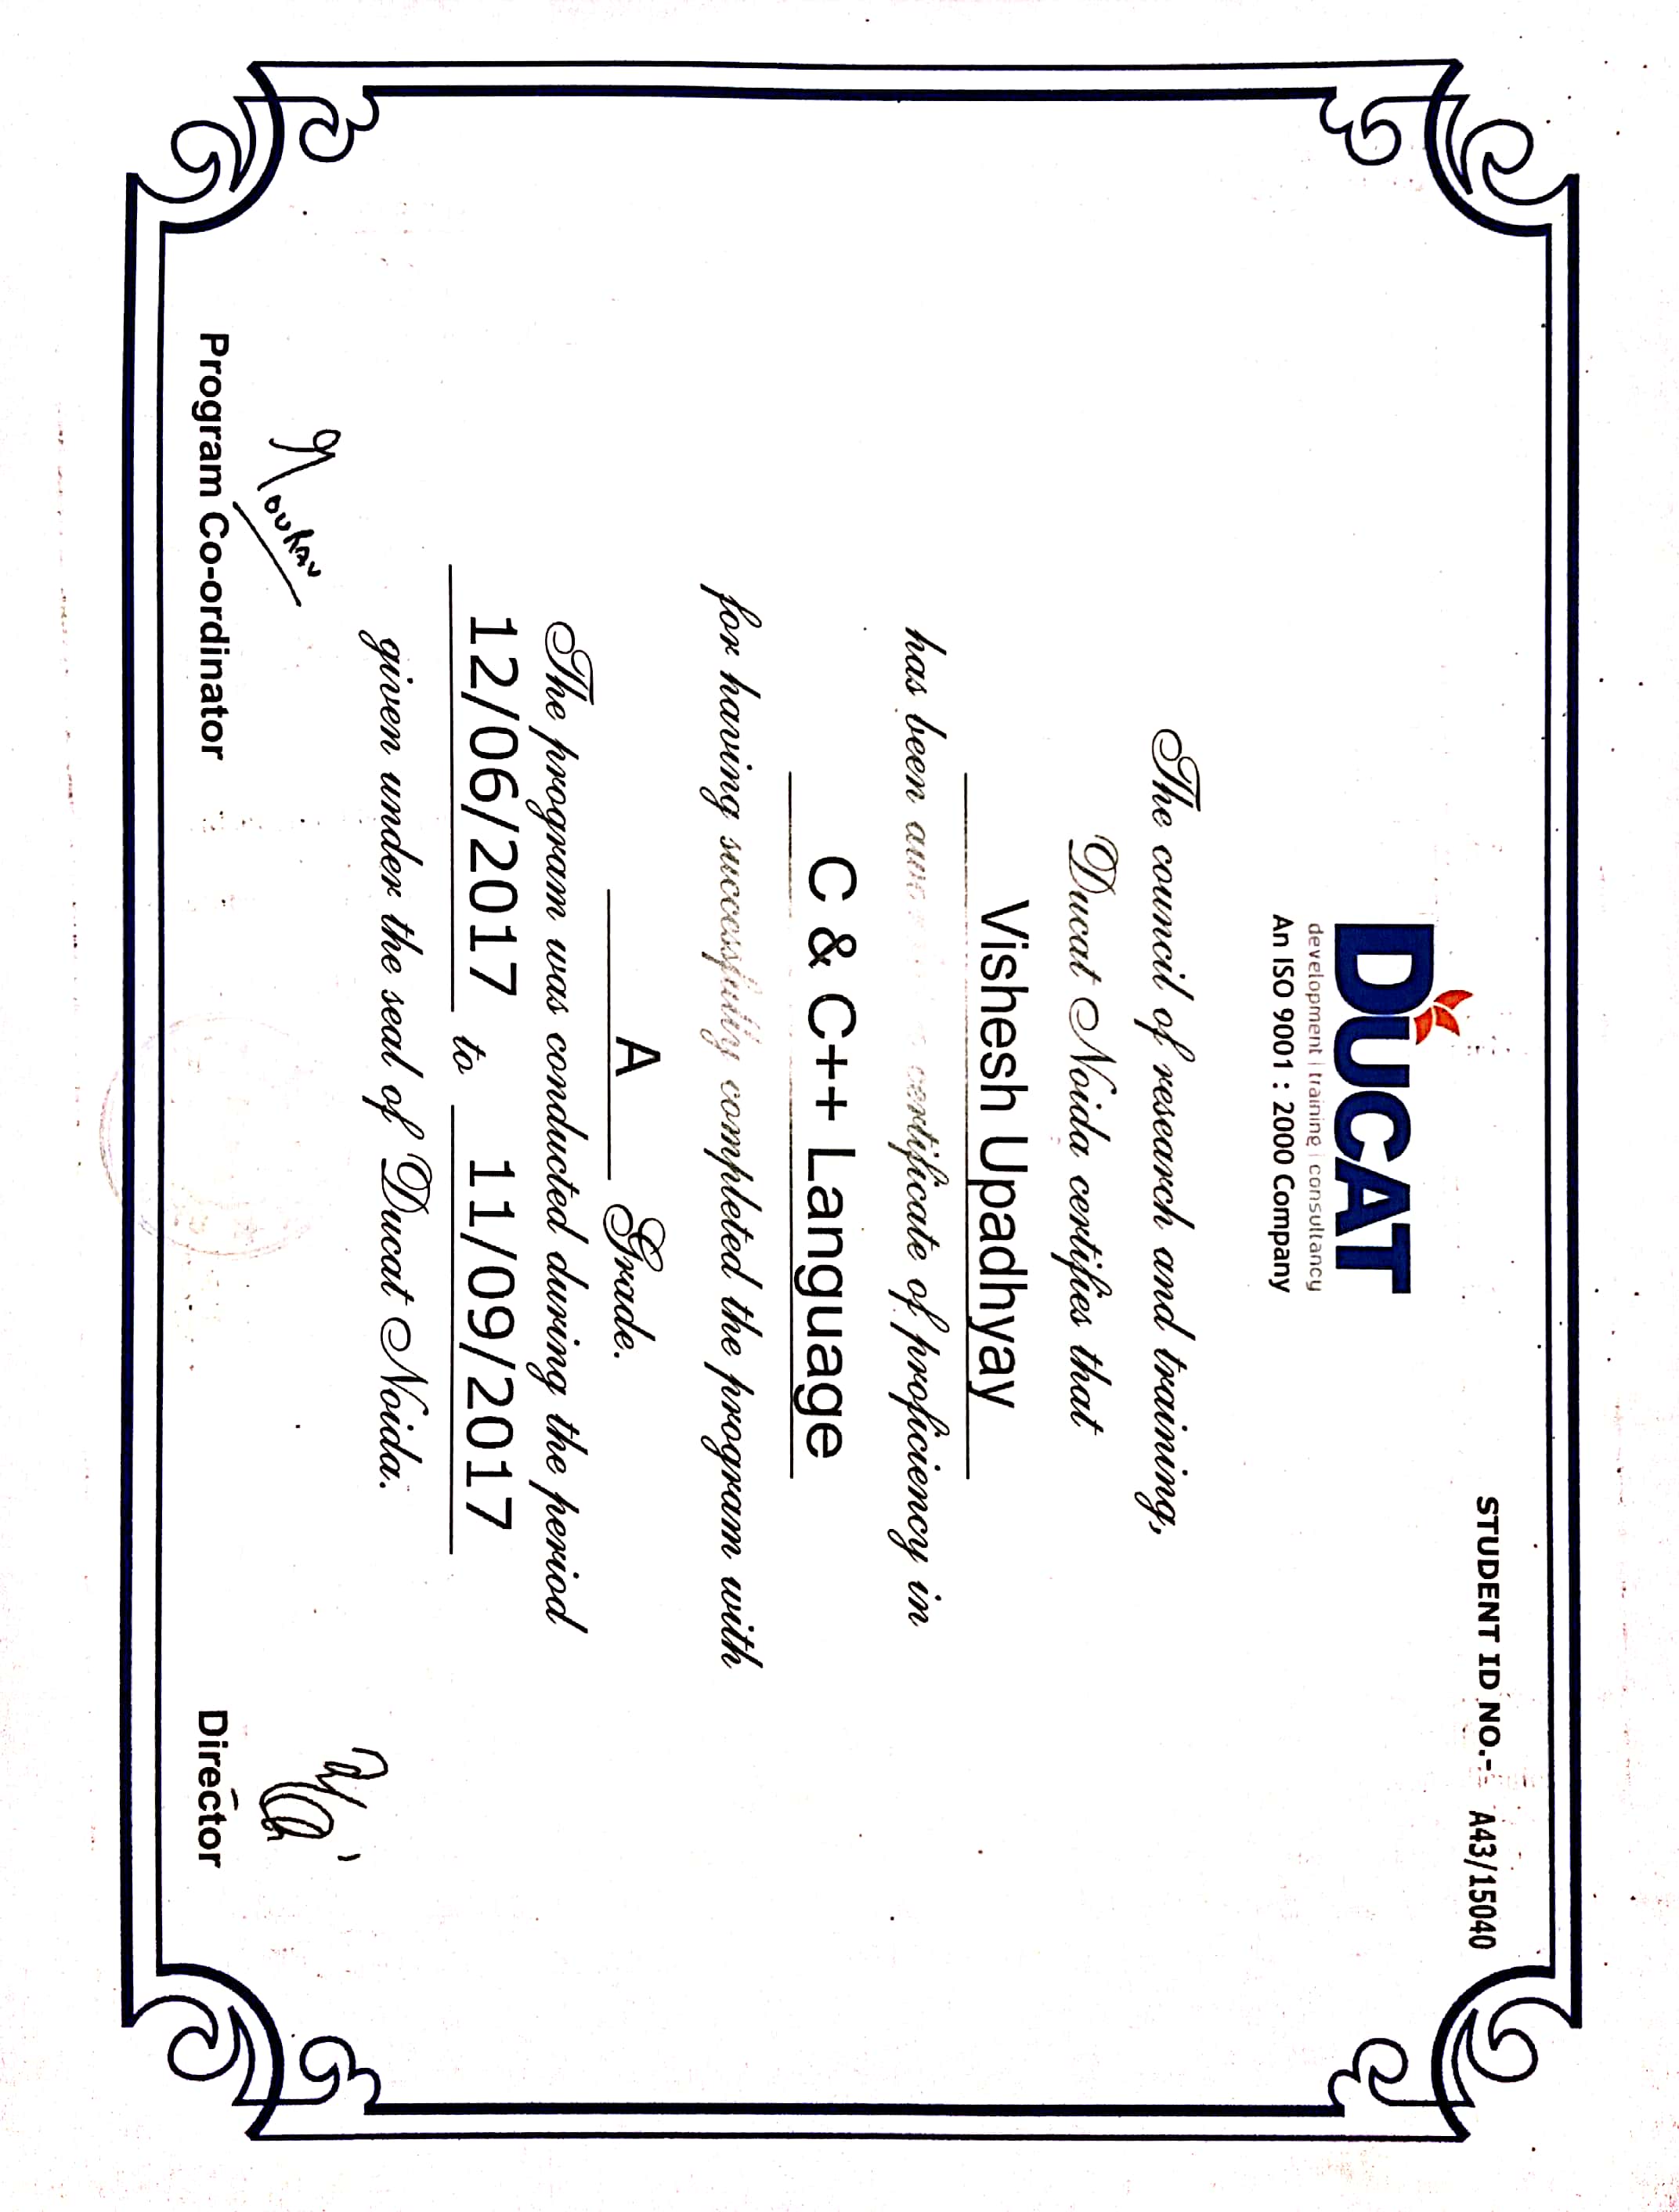 STUDENT ID NO.- A43/15040
DUCAT
development | training | consultancy
An ISO 9001 : 2000 Company
The council of research and training,
Ducat Noida certifies that
Vishesh Upadhyay
has been certificate of proficiency in
C & C++ Language
for having successfully completed the program with
A Grade.
The program was conducted during the period
12/06/2017 to 11/09/2017
given under the seal of Ducat Noida.
Program Co-ordinator
Director